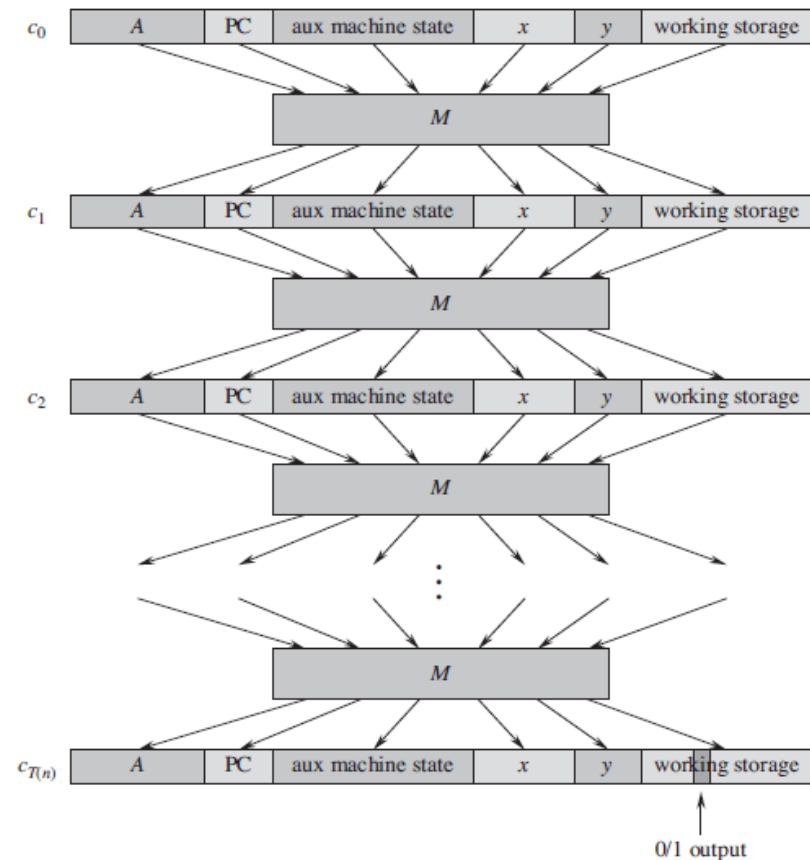 c₀ A PC aux machine state x y working storage
M
c₁ A PC aux machine state x y working storage
M
c₂ A PC aux machine state x y working storage
M
⋮
M
c_T(n) A PC aux machine state x y working storage
0/1 output